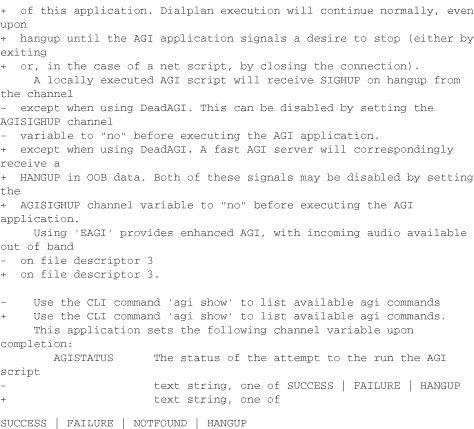 +  of this application. Dialplan execution will continue normally, even
upon
+  hangup until the AGI application signals a desire to stop (either by
exiting
+  or, in the case of a net script, by closing the connection).
     A locally executed AGI script will receive SIGHUP on hangup from
the channel
-  except when using DeadAGI. This can be disabled by setting the
AGISIGHUP channel
-  variable to "no" before executing the AGI application.
+  except when using DeadAGI. A fast AGI server will correspondingly
receive a
+  HANGUP in OOB data. Both of these signals may be disabled by setting
the
+  AGISIGHUP channel variable to "no" before executing the AGI
application.
     Using 'EAGI' provides enhanced AGI, with incoming audio available
out of band
-  on file descriptor 3
+  on file descriptor 3.

-    Use the CLI command 'agi show' to list available agi commands
+    Use the CLI command 'agi show' to list available agi commands.
     This application sets the following channel variable upon
completion:
        AGISTATUS      The status of the attempt to the run the AGI
script
-                      text string, one of SUCCESS | FAILURE | HANGUP
+                      text string, one of

SUCCESS | FAILURE | NOTFOUND | HANGUP